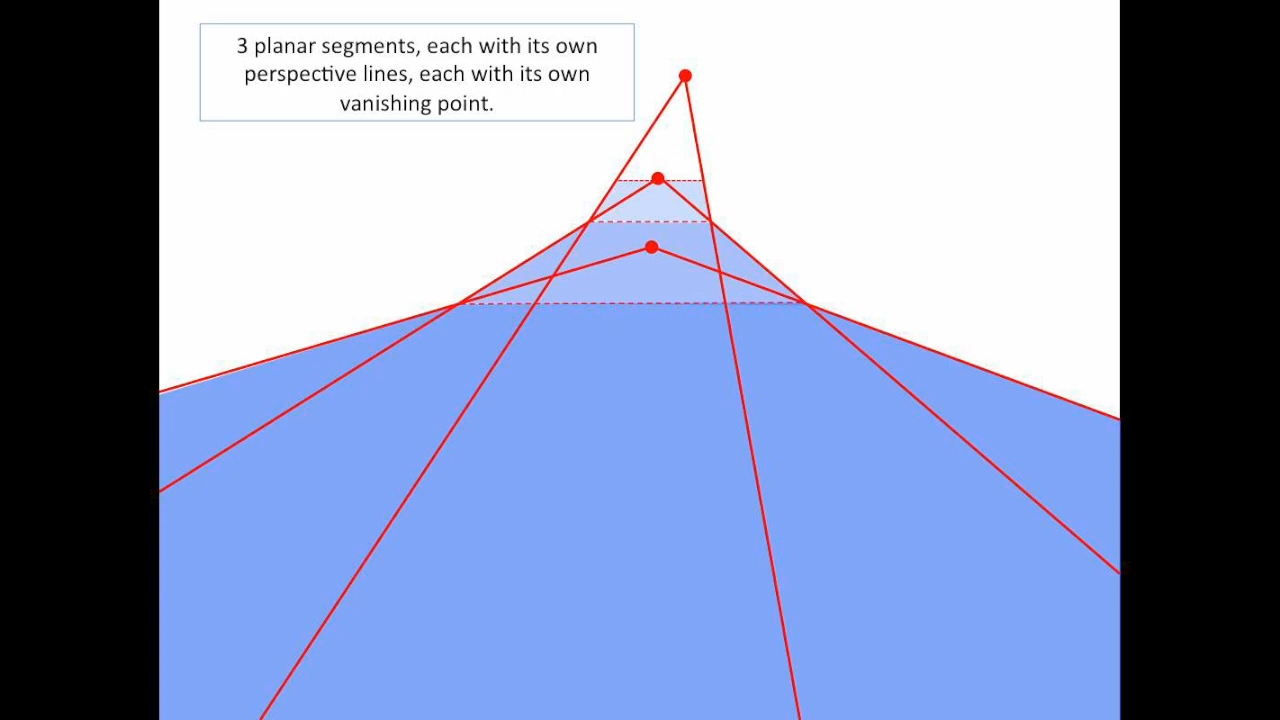 3 planar segments, each with its own
perspective lines, each with its own
vanishing point.